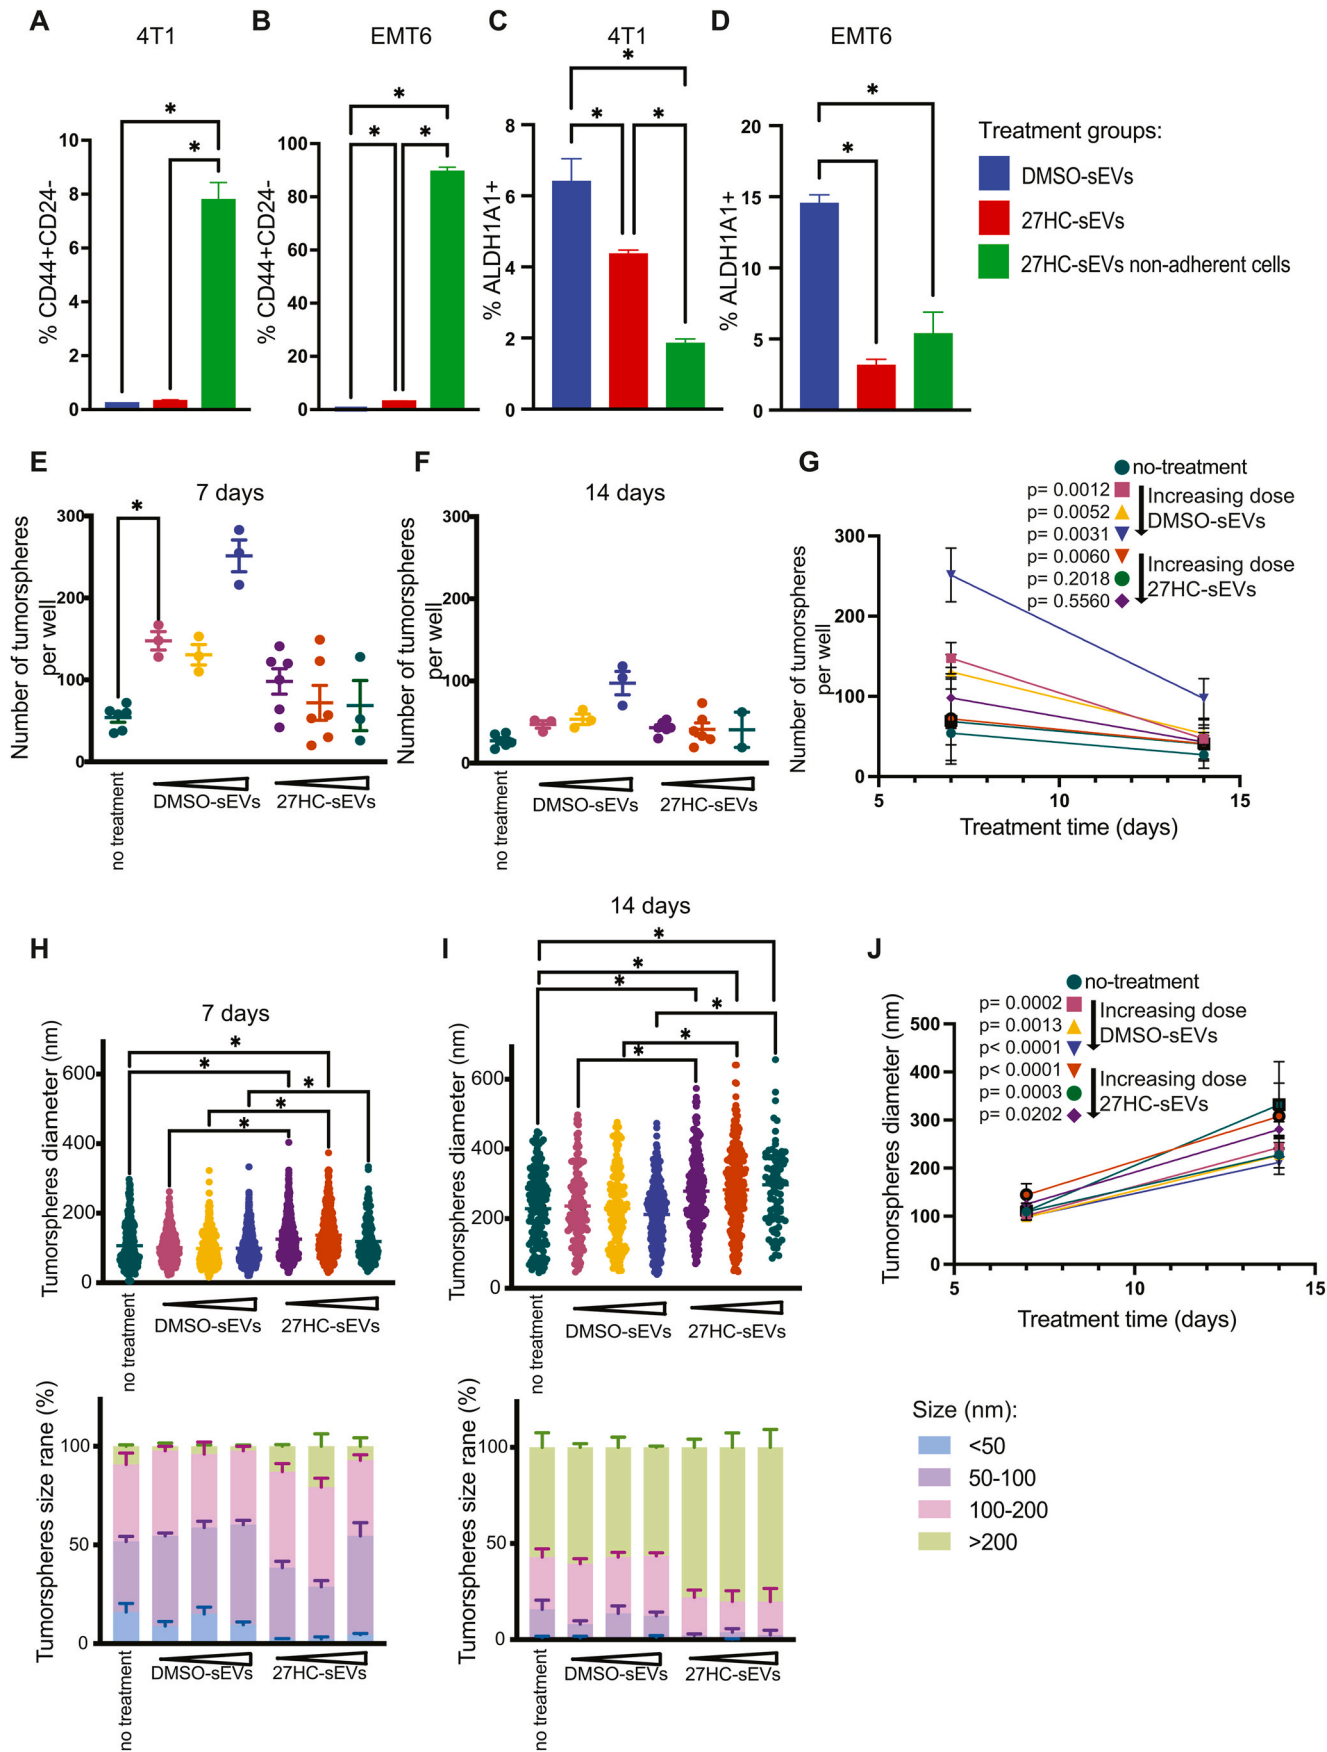 A
4T1
B
EMT6
C
4T1
D
EMT6
% CD44+CD24-
10
8
6
4
2
0
*
*
% CD44+CD24-
100
80
60
40
20
0
*
*
*
% ALDH1A1+
8
6
4
2
0
*
*
*
% ALDH1A1+
20
15
10
5
0
*
*
Treatment groups:
DMSO-sEVs
27HC-sEVs
27HC-sEVs non-adherent cells
E
7 days
Number of tumorspheres
per well
300
200
100
0
*
no treatment
DMSO-sEVs
27HC-sEVs
F
14 days
Number of tumorspheres
per well
300
200
100
0
no treatment
DMSO-sEVs
27HC-sEVs
G
no-treatment
p= 0.0012
p= 0.0052
p= 0.0031
Increasing dose
DMSO-sEVs
p= 0.0060
p= 0.2018
p= 0.5560
Increasing dose
27HC-sEVs
Number of tumorspheres
per well
300
200
100
0
5
10
15
Treatment time (days)
H
7 days
Tumorspheres diameter (nm)
600
400
200
0
*
*
*
*
*
no treatment
DMSO-sEVs
27HC-sEVs
I
14 days
Tumorspheres diameter (nm)
600
400
200
0
*
*
*
*
*
*
no treatment
DMSO-sEVs
27HC-sEVs
J
no-treatment
p= 0.0002
p= 0.0013
p< 0.0001
Increasing dose
DMSO-sEVs
p< 0.0001
p= 0.0003
p= 0.0202
Increasing dose
27HC-sEVs
Tumorspheres diameter (nm)
500
400
300
200
100
0
5
10
15
Treatment time (days)
Tumorspheres size rane (%)
100
50
0
no treatment
DMSO-sEVs
27HC-sEVs
Tumorspheres size rane (%)
100
50
0
no treatment
DMSO-sEVs
27HC-sEVs
Size (nm):
<50
50-100
100-200
>200